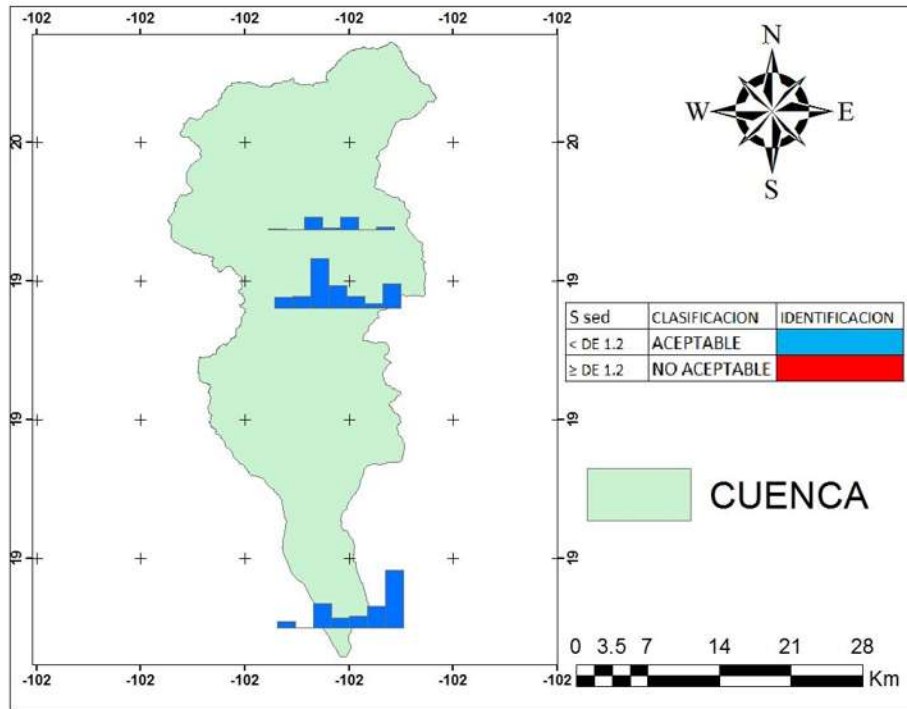 -102 -102 -102 -102 -102 -102
N
W E
S
20 20
19 19
S sed CLASIFICACION IDENTIFICACION
< DE 1.2 ACEPTABLE
≥ DE 1.2 NO ACEPTABLE
19 19
CUENCA
19 19
0 3.5 7 14 21 28
Km
-102 -102 -102 -102 -102 -102